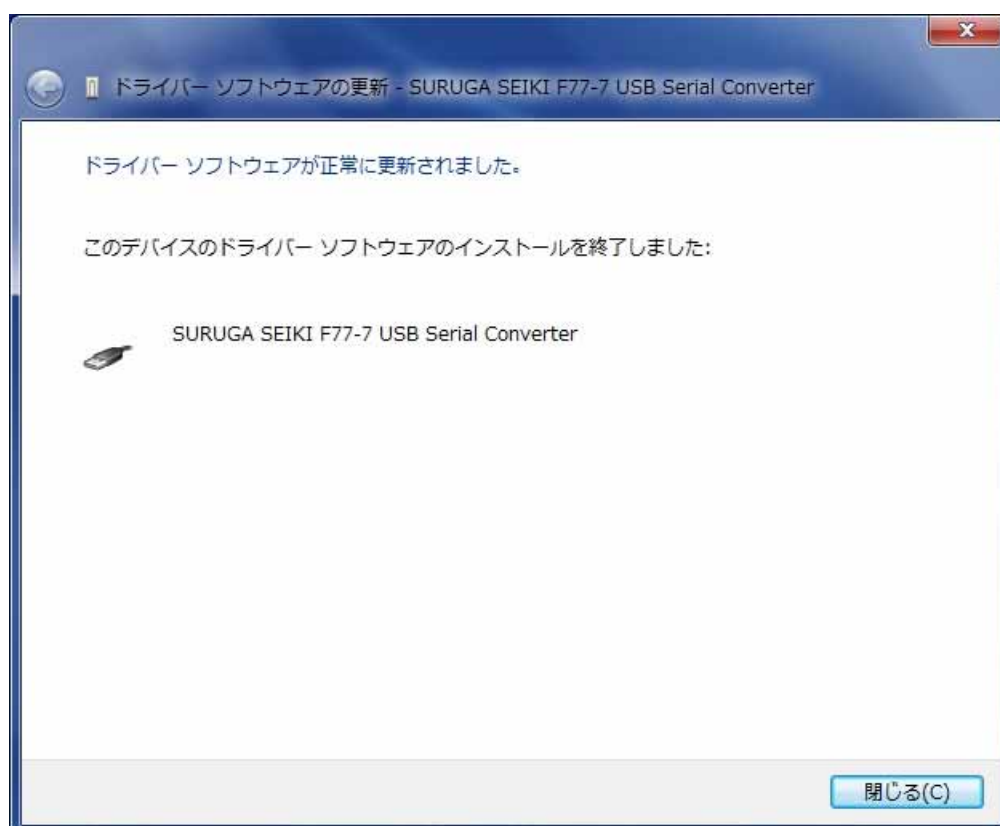 ドライバー ソフトウェアの更新 - SURUGA SEIKI F77-7 USB Serial Converter
ドライバー ソフトウェアが正常に更新されました。
このデバイスのドライバー ソフトウェアのインストールを終了しました:
SURUGA SEIKI F77-7 USB Serial Converter
閉じる(C)